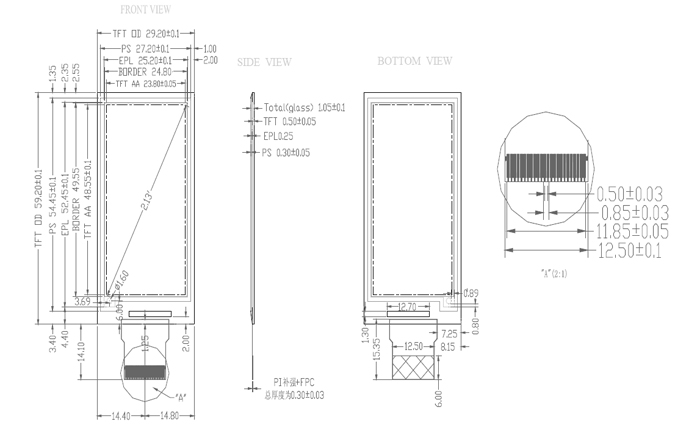 FRONT VIEW
TFT OD 29.20±0.1
PS 27.20±0.1
1.00
EPL 25.20±0.1
2.00
BORDER 24.80
TFT AA 23.80±0.05
1.35
2.35
2.55
TFT OD 59.20±0.1
PS 54.45±0.1
EPL 52.45±0.1
BORDER 49.55
TFT AA 48.55±0.1
2.13"
ø1.60
3.69
6.00
3.40
4.40
14.10
2.00
"A"
14.40
14.80
SIDE VIEW
Total(glass) 1.05±0.1
TFT 0.50±0.05
EPL0.25
PS 0.30±0.05
PI补强+FPC
总厚度为0.30±0.03
BOTTOM VIEW
0.89
12.70
1.30
15.35
7.25
0.80
12.50
8.15
6.00
0.50±0.03
0.85±0.03
11.85±0.05
12.50±0.1
"A"(2:1)